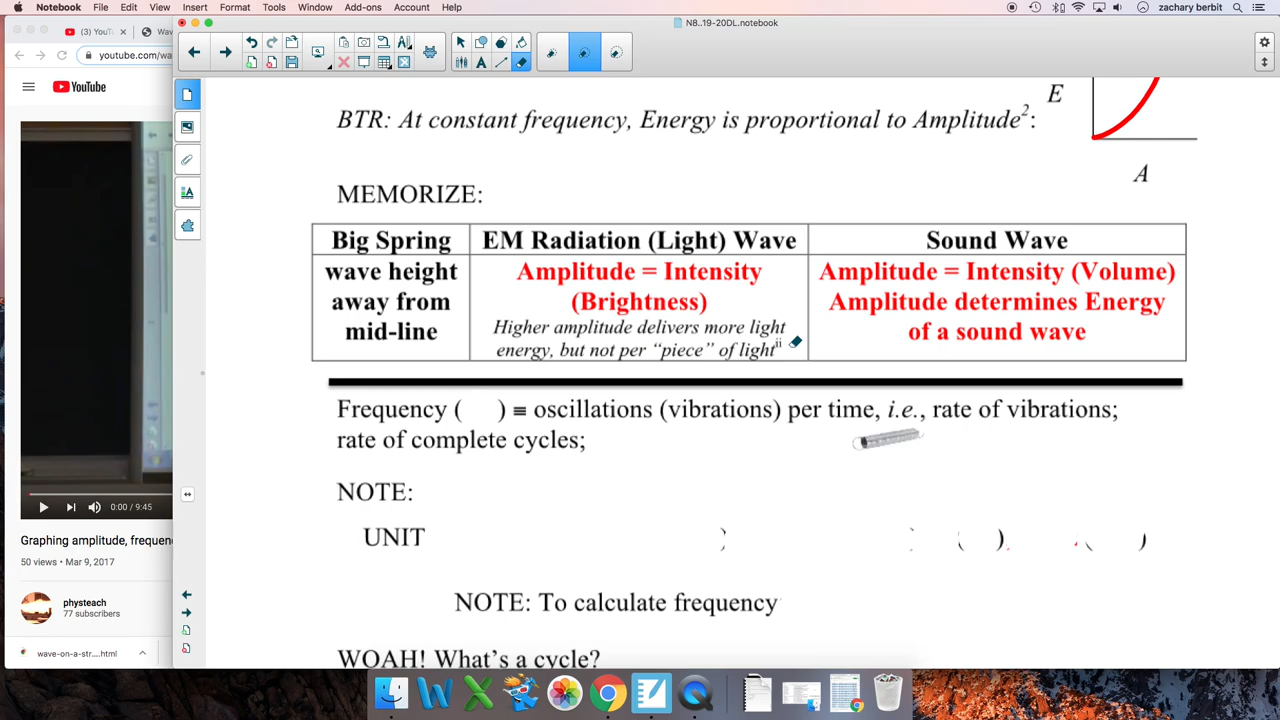 Notebook File Edit View Insert Format Tools Window Add-ons Account Help zachary berbit
N8..19-20DL.notebook
(3) YouT
Wav
youtube.com/wa
YouTube
E
BTR: At constant frequency, Energy is proportional to Amplitude²:
A
MEMORIZE:
Big Spring EM Radiation (Light) Wave Sound Wave
wave height Amplitude = Intensity Amplitude = Intensity (Volume)
away from (Brightness) Amplitude determines Energy
mid-line Higher amplitude delivers more light of a sound wave
energy, but not per “piece” of lightⁱⁱ
Frequency ( ) ≡ oscillations (vibrations) per time, i.e., rate of vibrations;
rate of complete cycles;
NOTE:
UNIT ) ( ) ( )
NOTE: To calculate frequency
WOAH! What’s a cycle?
0:00 / 9:45
Graphing amplitude, frequen
50 views • Mar 9, 2017
physteach
77 subscribers
wave-on-a-str....html